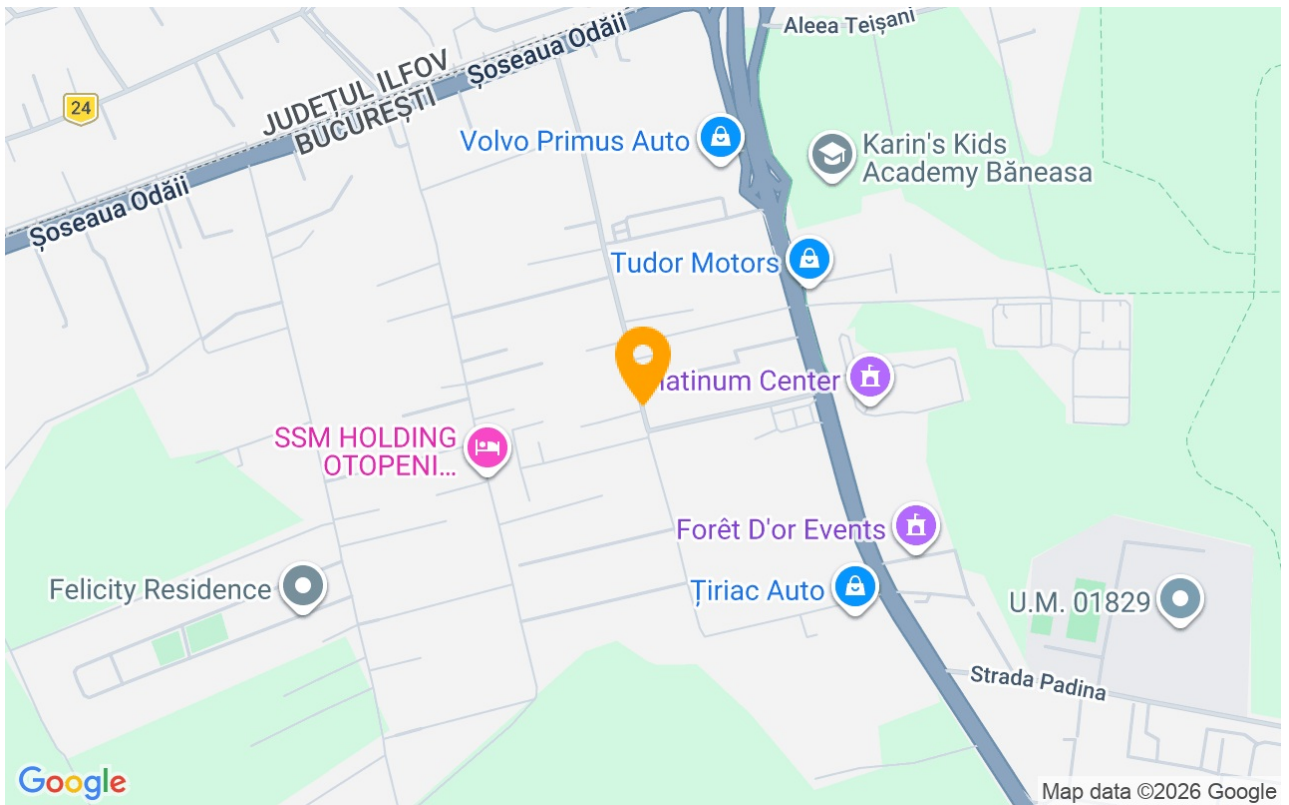 Aleea Teișani
Șoseaua Odăii
JUDEȚUL ILFOV
BUCUREȘTI
24
Volvo Primus Auto
Karin's Kids
Academy Băneasa
Șoseaua Odăii
Tudor Motors
latinum Center
SSM HOLDING
OTOPENI...
Forêt D'or Events
Felicity Residence
Țiriac Auto
U.M. 01829
Strada Padina
Google
Map data ©2026 Google